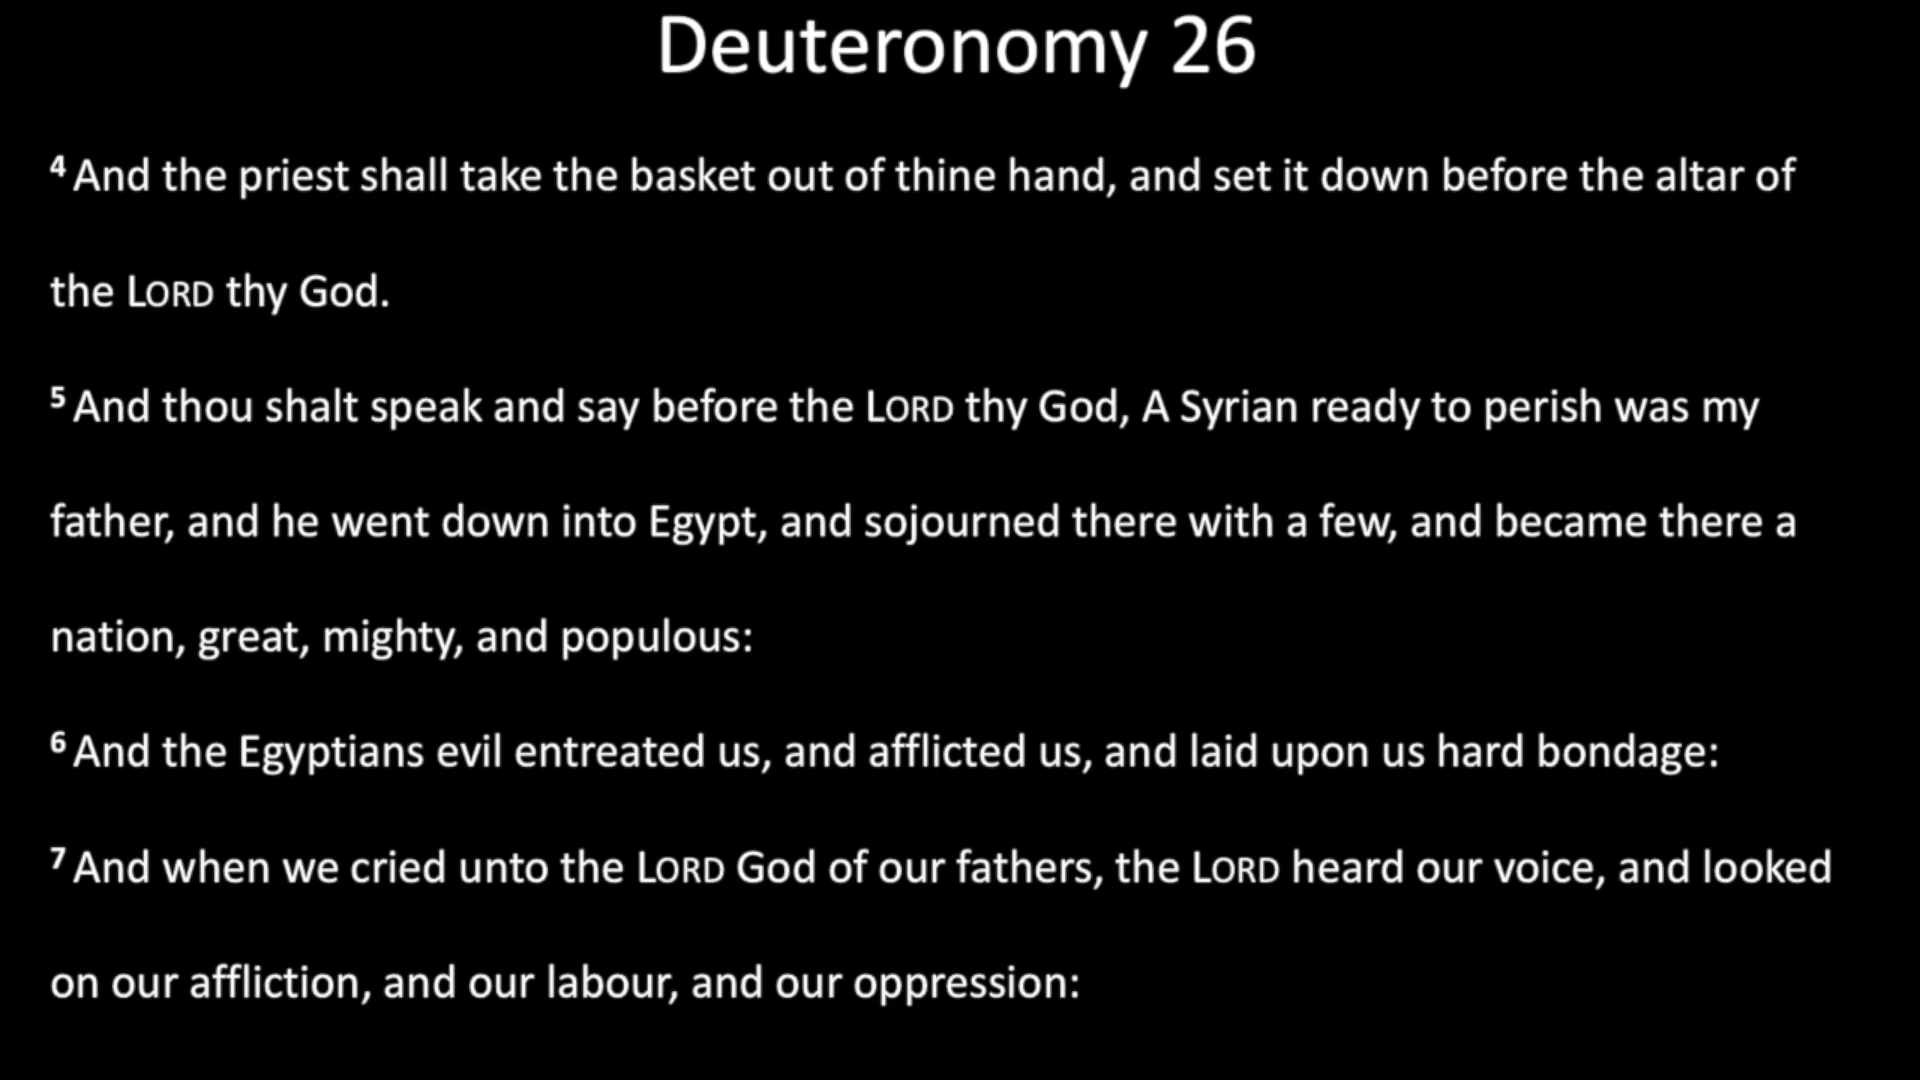 Deuteronomy 26
4 And the priest shall take the basket out of thine hand, and set it down before the altar of
the LORD thy God.
5 And thou shalt speak and say before the LORD thy God, A Syrian ready to perish was my
father, and he went down into Egypt, and sojourned there with a few, and became there a
nation, great, mighty, and populous:
6 And the Egyptians evil entreated us, and afflicted us, and laid upon us hard bondage:
7 And when we cried unto the LORD God of our fathers, the LORD heard our voice, and looked
on our affliction, and our labour, and our oppression: